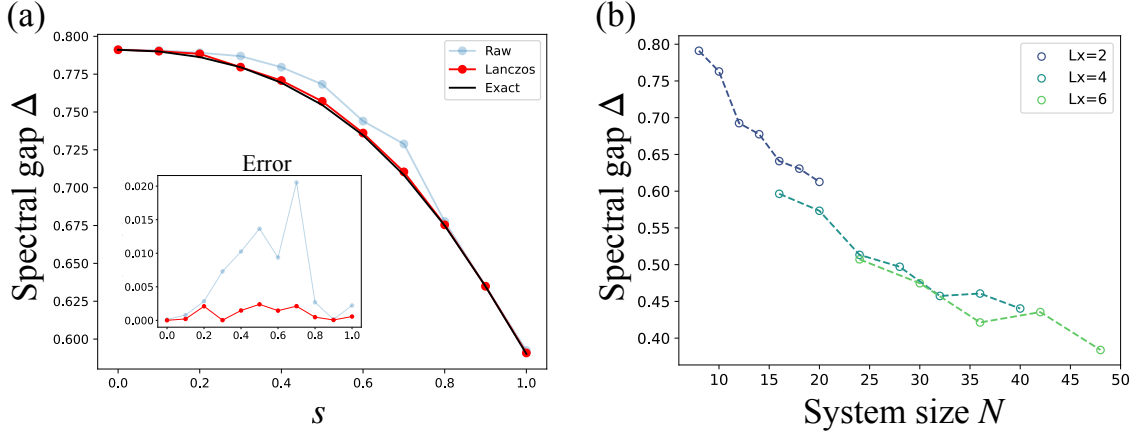 (a)
Spectral gap Δ
0.800
0.775
0.750
0.725
0.700
0.675
0.650
0.625
0.600
Raw
Lanczos
Exact
Error
0.020
0.015
0.010
0.005
0.000
0.0 0.2 0.4 0.6 0.8 1.0
0.0 0.2 0.4 0.6 0.8 1.0
s
(b)
Spectral gap Δ
0.80
0.75
0.70
0.65
0.60
0.55
0.50
0.45
0.40
Lx=2
Lx=4
Lx=6
10 15 20 25 30 35 40 45 50
System size N